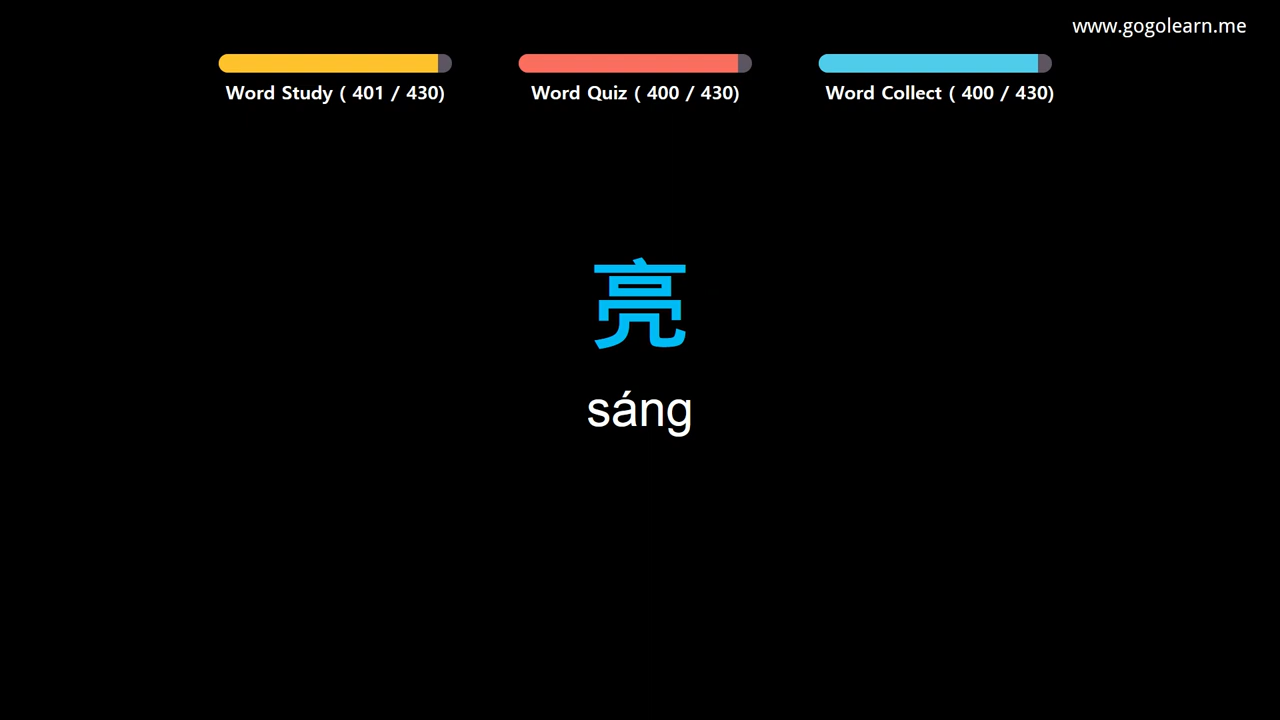 www.gogolearn.me
Word Study ( 401 / 430)
Word Quiz ( 400 / 430)
Word Collect ( 400 / 430)
亮
sáng